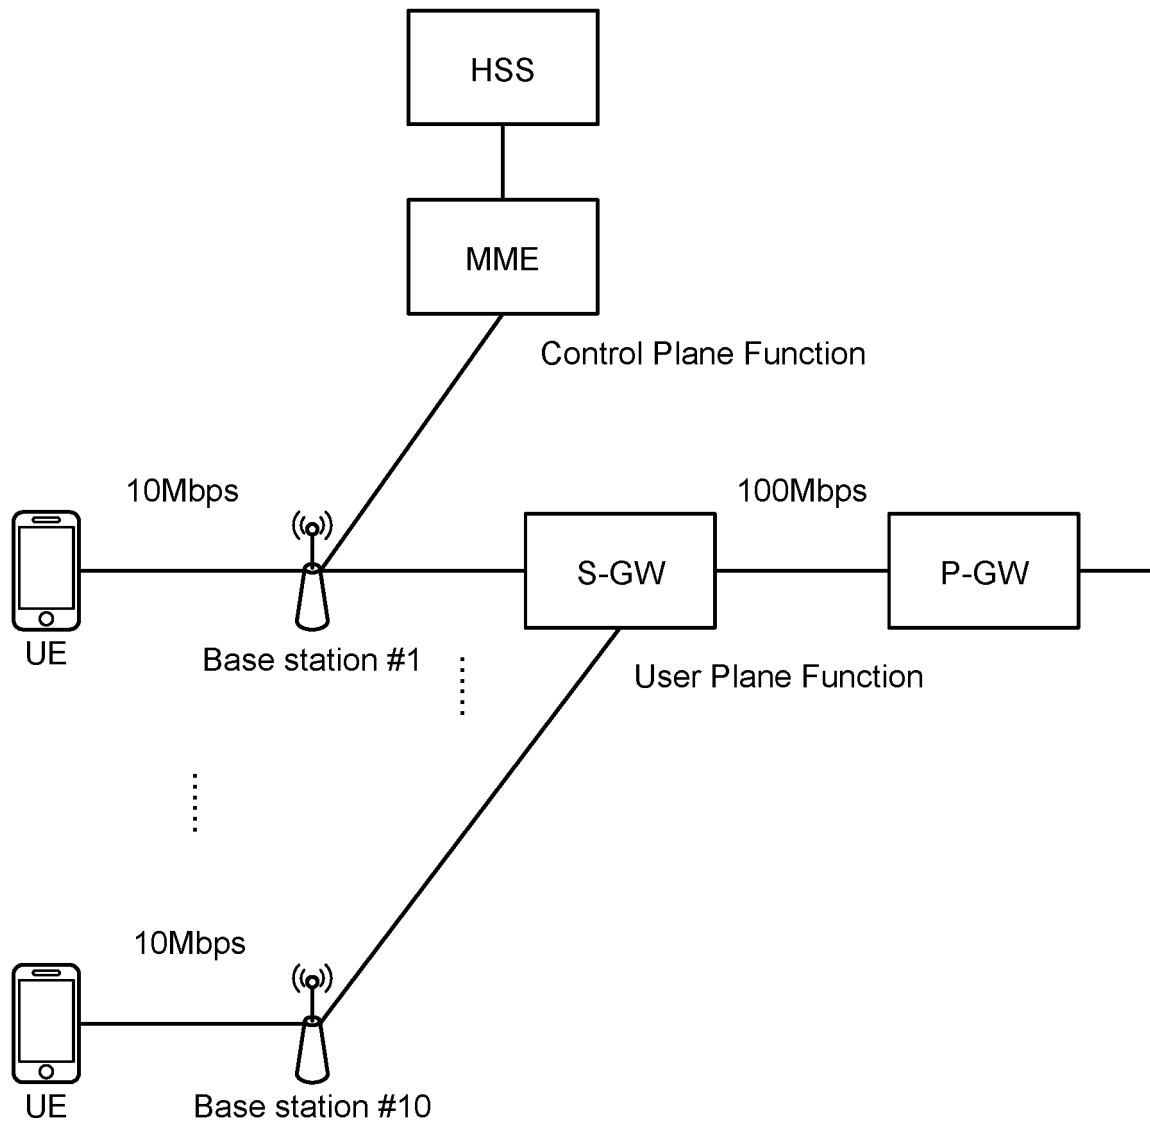 HSS
MME
Control Plane Function
10Mbps
100Mbps
S-GW
P-GW
UE
Base station #1
User Plane Function
10Mbps
UE
Base station #10